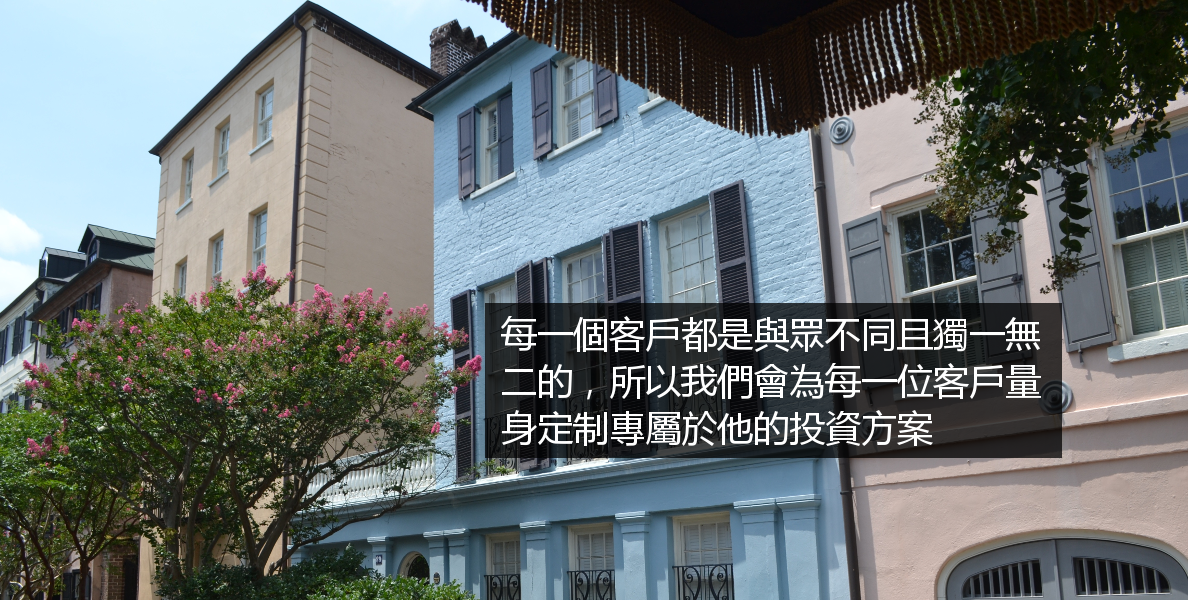 每一個客戶都是與眾不同且獨一無
二的，所以我們會為每一位客戶量
身定制專屬於他的投資方案